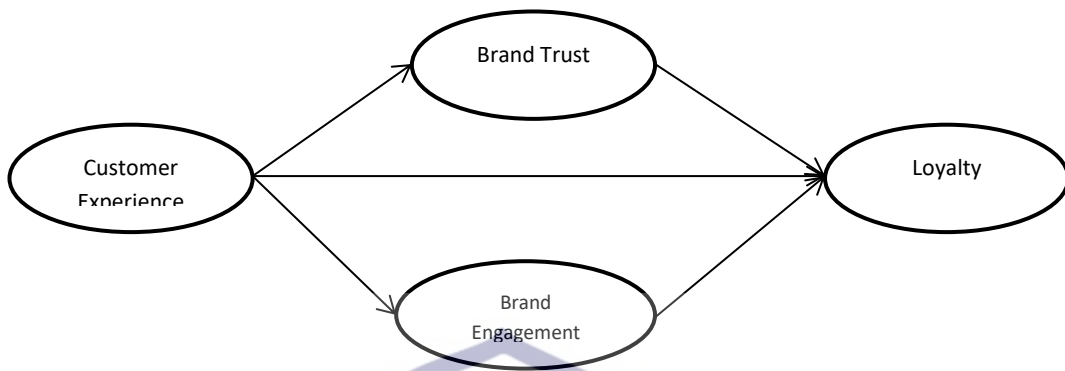 Brand Trust
Customer
Experience
Loyalty
Brand
Engagement